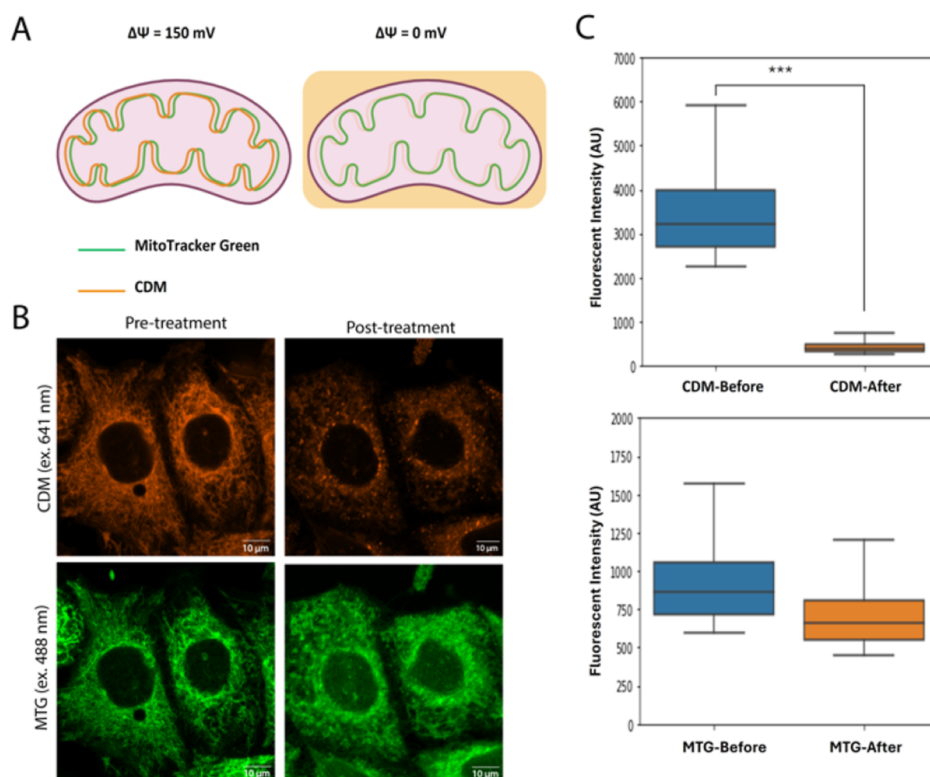 A
ΔΨ = 150 mV
ΔΨ = 0 mV
MitoTracker Green
CDM
B
Pre-treatment
Post-treatment
CDM (ex. 641 nm)
10 µm
10 µm
MTG (ex. 488 nm)
10 µm
10 µm
C
Fluorescent Intensity (AU)
7000
6000
5000
4000
3000
2000
1000
0
***
CDM-Before
CDM-After
Fluorescent Intensity (AU)
2000
1750
1500
1250
1000
750
500
250
0
MTG-Before
MTG-After